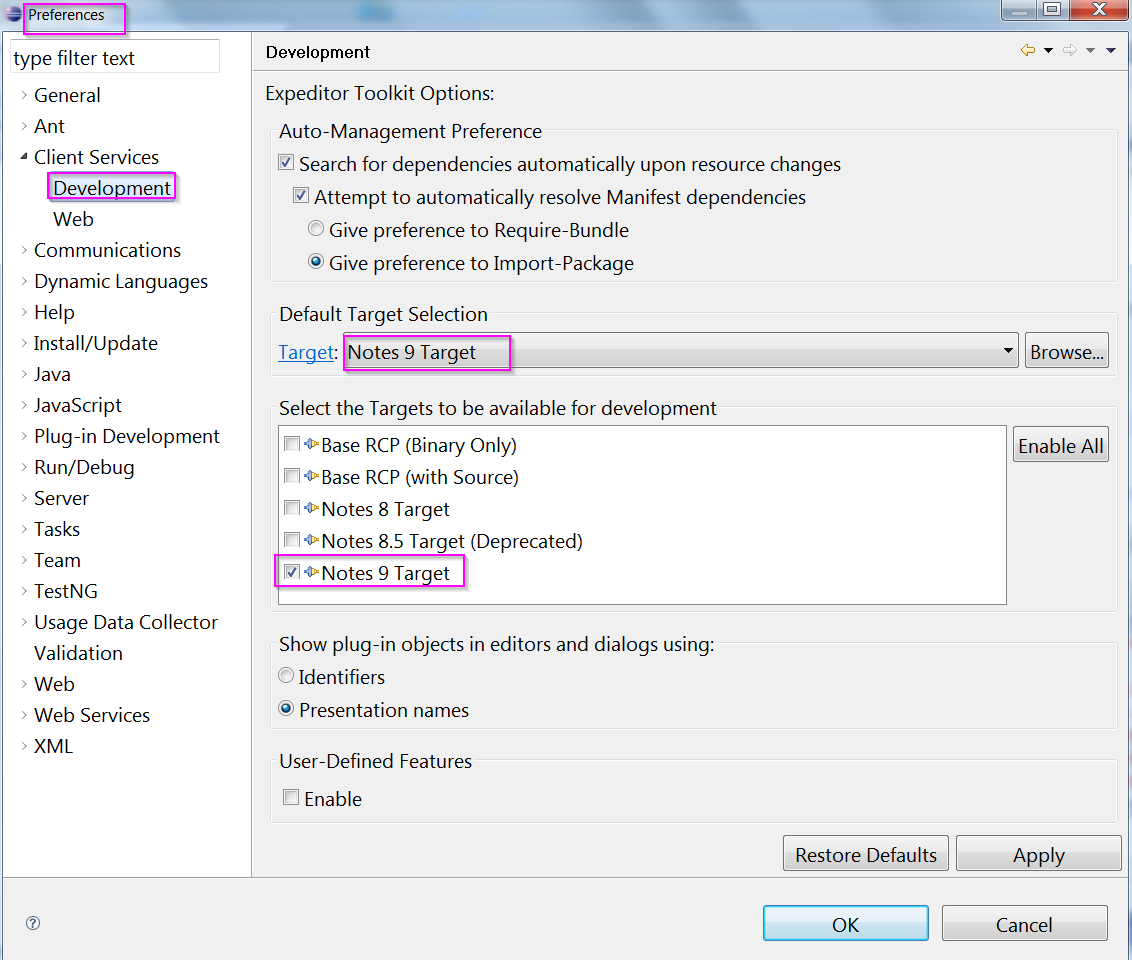 Preferences
type filter text
General
Ant
Client Services
Development
Web
Communications
Dynamic Languages
Help
Install/Update
Java
JavaScript
Plug-in Development
Run/Debug
Server
Tasks
Team
TestNG
Usage Data Collector
Validation
Web
Web Services
XML
Development
Expeditor Toolkit Options:
Auto-Management Preference
Search for dependencies automatically upon resource changes
Attempt to automatically resolve Manifest dependencies
Give preference to Require-Bundle
Give preference to Import-Package
Default Target Selection
Target: Notes 9 Target Browse...
Select the Targets to be available for development
Base RCP (Binary Only)
Enable All
Base RCP (with Source)
Notes 8 Target
Notes 8.5 Target (Deprecated)
Notes 9 Target
Show plug-in objects in editors and dialogs using:
Identifiers
Presentation names
User-Defined Features
Enable
Restore Defaults Apply
? OK Cancel